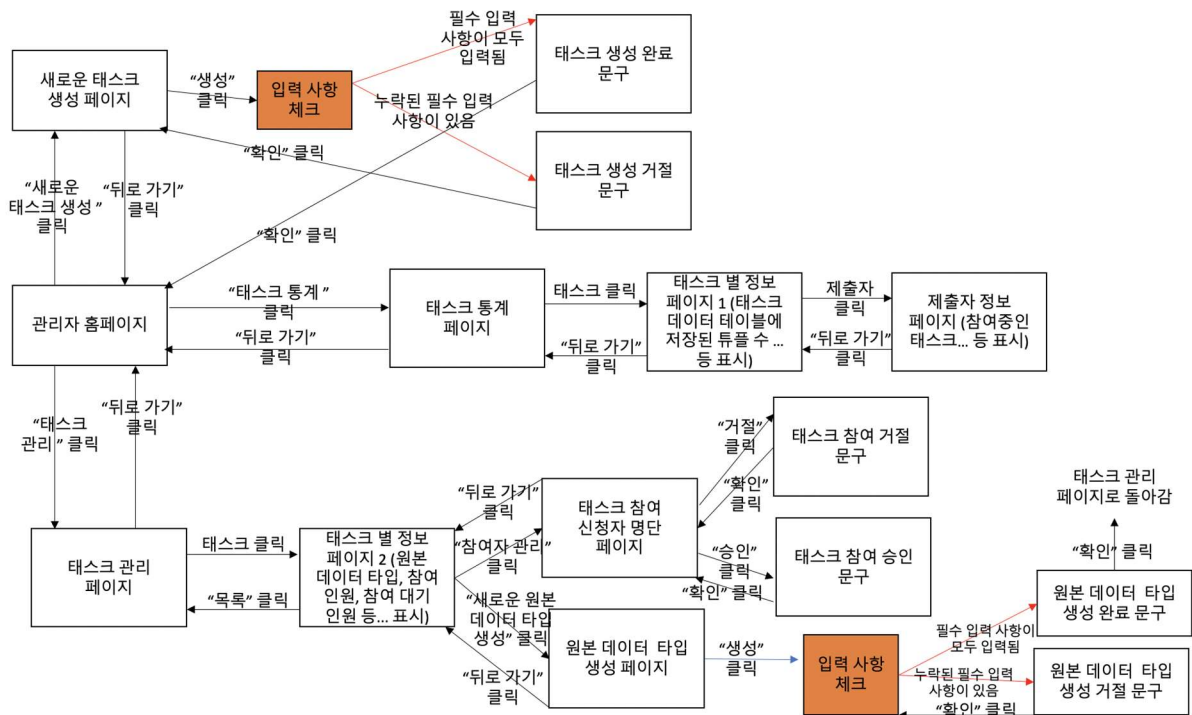 필수 입력
사항이 모두
입력됨
태스크 생성 완료
문구
새로운 태스크
생성 페이지
“생성”
클릭
입력 사항
체크
누락된 필수 입력
사항이 있음
“확인” 클릭
태스크 생성 거절
문구
“새로운
태스크 생성”
클릭
“뒤로 가기”
클릭
“확인” 클릭
관리자 홈페이지
“태스크 통계”
클릭
“뒤로 가기”
클릭
태스크 통계
페이지
태스크 클릭
“뒤로 가기”
클릭
태스크 별 정보
페이지 1 (태스크
데이터 테이블에
저장된 튜플 수 ...
등 표시)
제출자
클릭
“뒤로 가기”
클릭
제출자 정보
페이지 (참여중인
태스크... 등 표시)
“태스크
관리” 클릭
“뒤로 가기”
클릭
“거절”
클릭
태스크 참여 거절
문구
“확인”
클릭
태스크 관리
페이지로 돌아감
“확인” 클릭
태스크 관리
페이지
태스크 클릭
“목록” 클릭
태스크 별 정보
페이지 2 (원본
데이터 타입, 참여
인원, 참여 대기
인원 등... 표시)
“뒤로 가기”
클릭
“참여자 관리”
클릭
태스크 참여
신청자 명단
페이지
“승인”
클릭
“확인” 클릭
태스크 참여 승인
문구
“새로운 원본
데이터 타입
생성” 클릭
“뒤로 가기”
클릭
원본 데이터 타입
생성 페이지
“생성”
클릭
입력 사항
체크
필수 입력 사항이
모두 입력됨
원본 데이터 타입
생성 완료 문구
누락된 필수 입력
사항이 있음
“확인” 클릭
원본 데이터 타입
생성 거절 문구